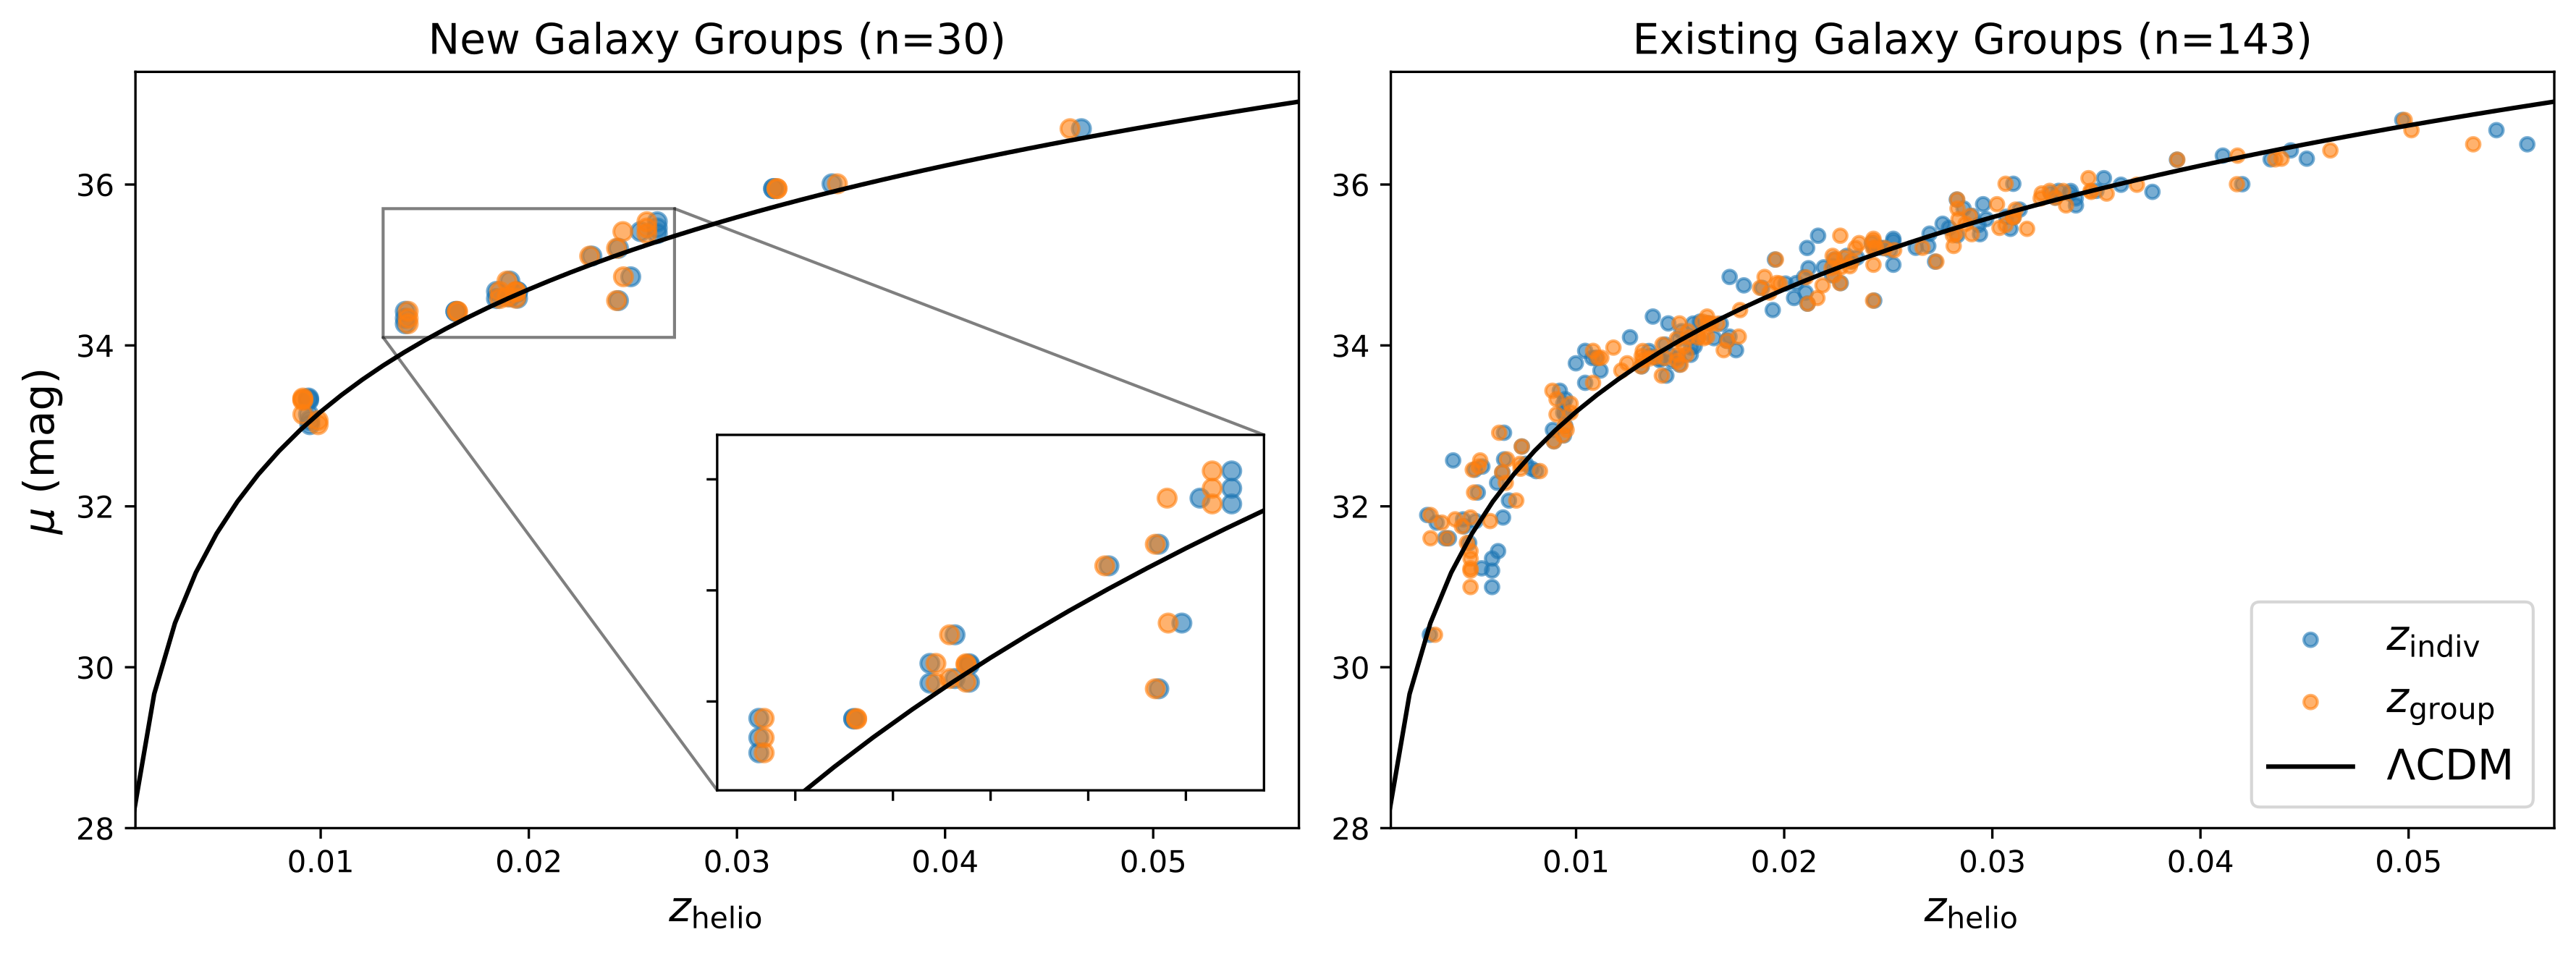 New Galaxy Groups (n=30)
Existing Galaxy Groups (n=143)
μ (mag)
36
34
32
30
28
0.01
0.02
0.03
0.04
0.05
z_helio
36
34
32
30
28
0.01
0.02
0.03
0.04
0.05
z_helio
z_indiv
z_group
ΛCDM